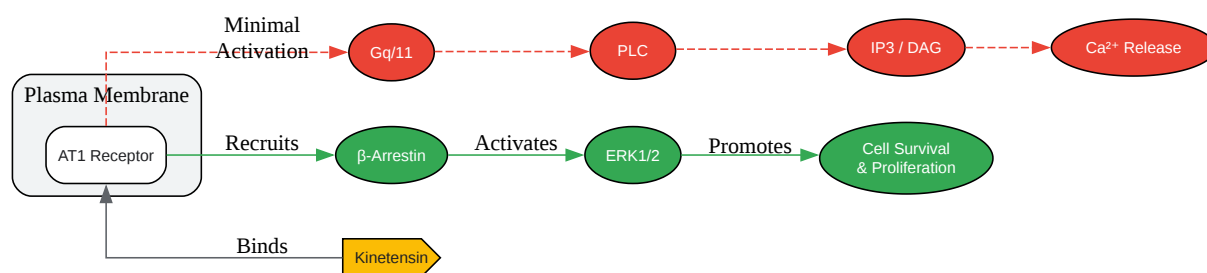 Minimal
Activation
Gq/11
PLC
IP3 / DAG
Ca²⁺ Release
Plasma Membrane
AT1 Receptor
Recruits
β-Arrestin
Activates
ERK1/2
Promotes
Cell Survival
& Proliferation
Binds
Kinetensin